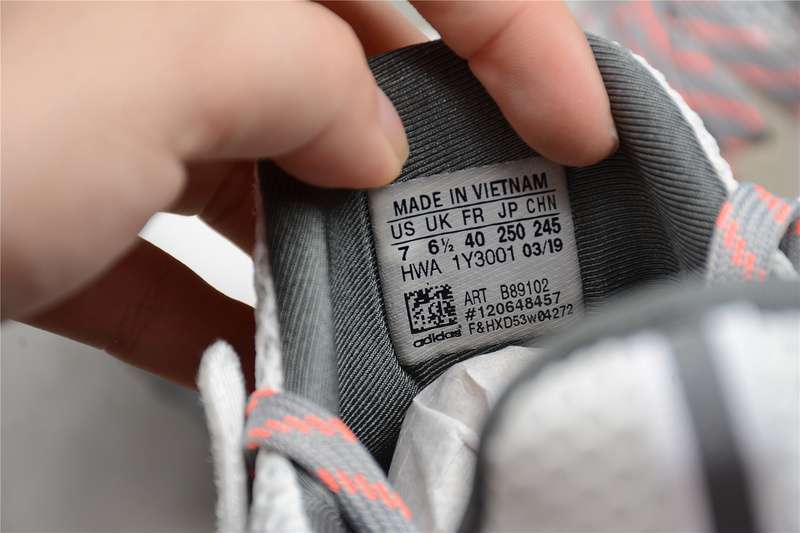 MADE IN VIETNAM
US UK FR JP CHN
7 6½ 40 250 245
HWA 1Y3001 03/19
ART B89102
#120648457
F&HXD53w04272
adidas